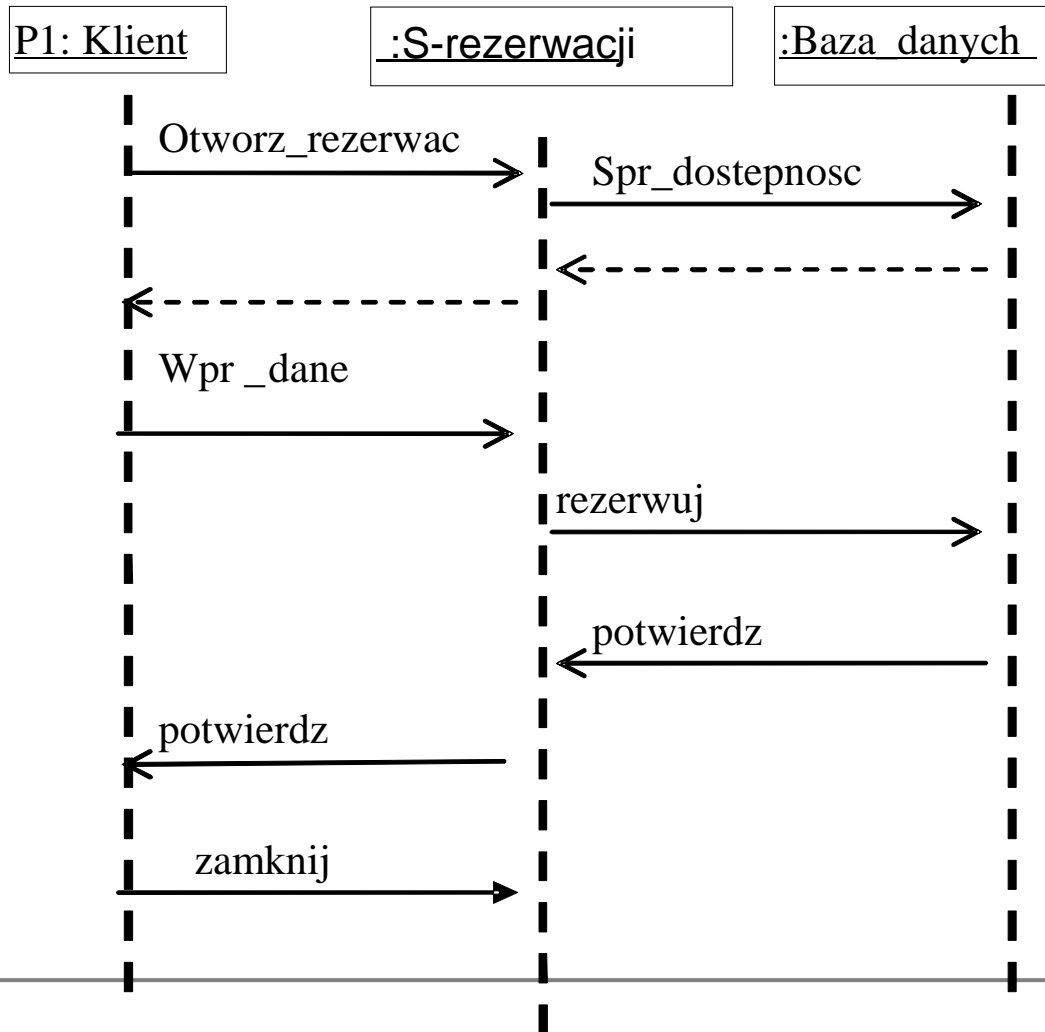 P1: Klient
:S-rezerwacji
:Baza_danych
Otworz_rezerwac
Spr_dostepnosc
Wpr _dane
rezerwuj
potwierdz
potwierdz
zamknij